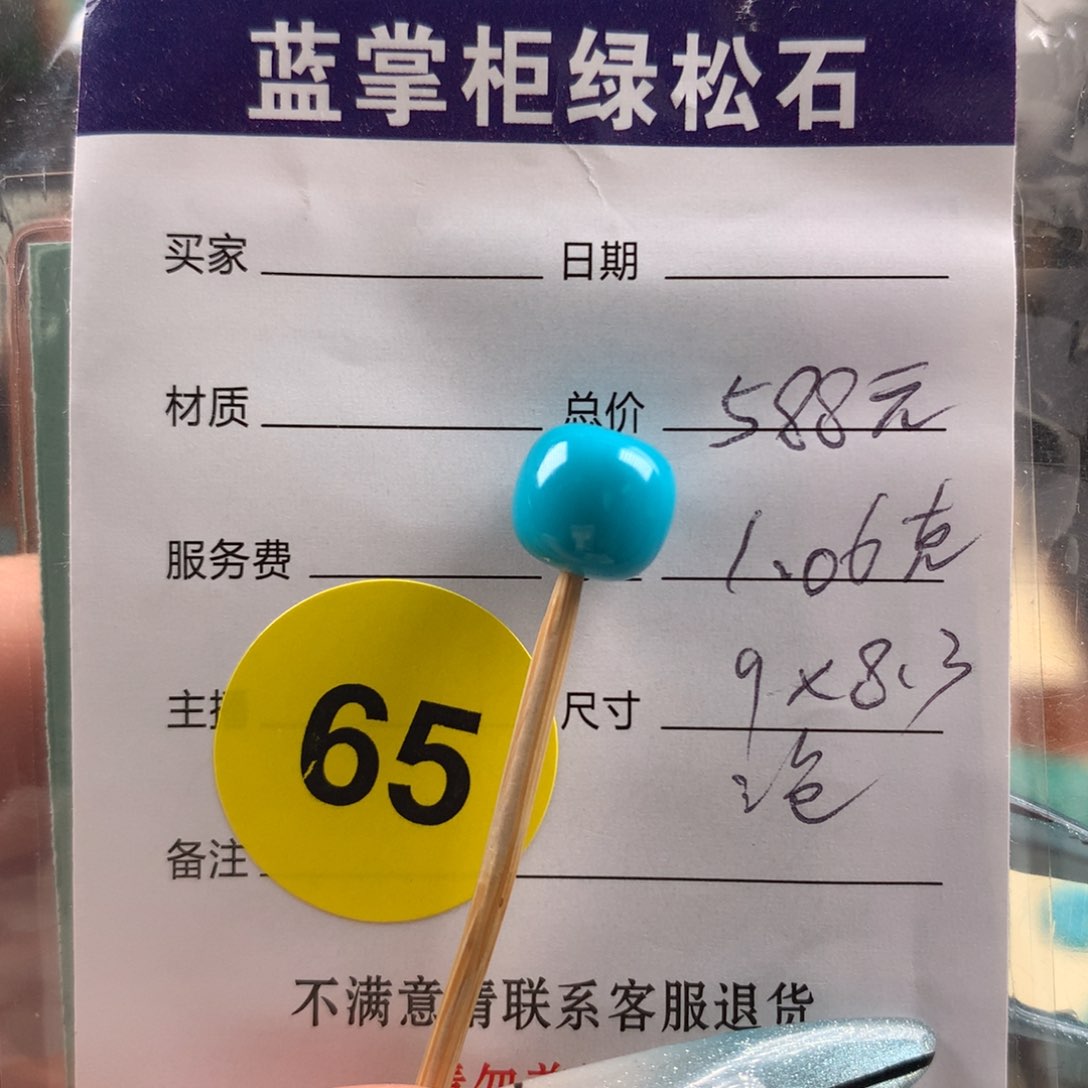 蓝掌柜绿松石
买家 日期
材质 总价 588元
服务费 1.06克
主播 尺寸 9x8.3
65
备注
不满意请联系客服退货